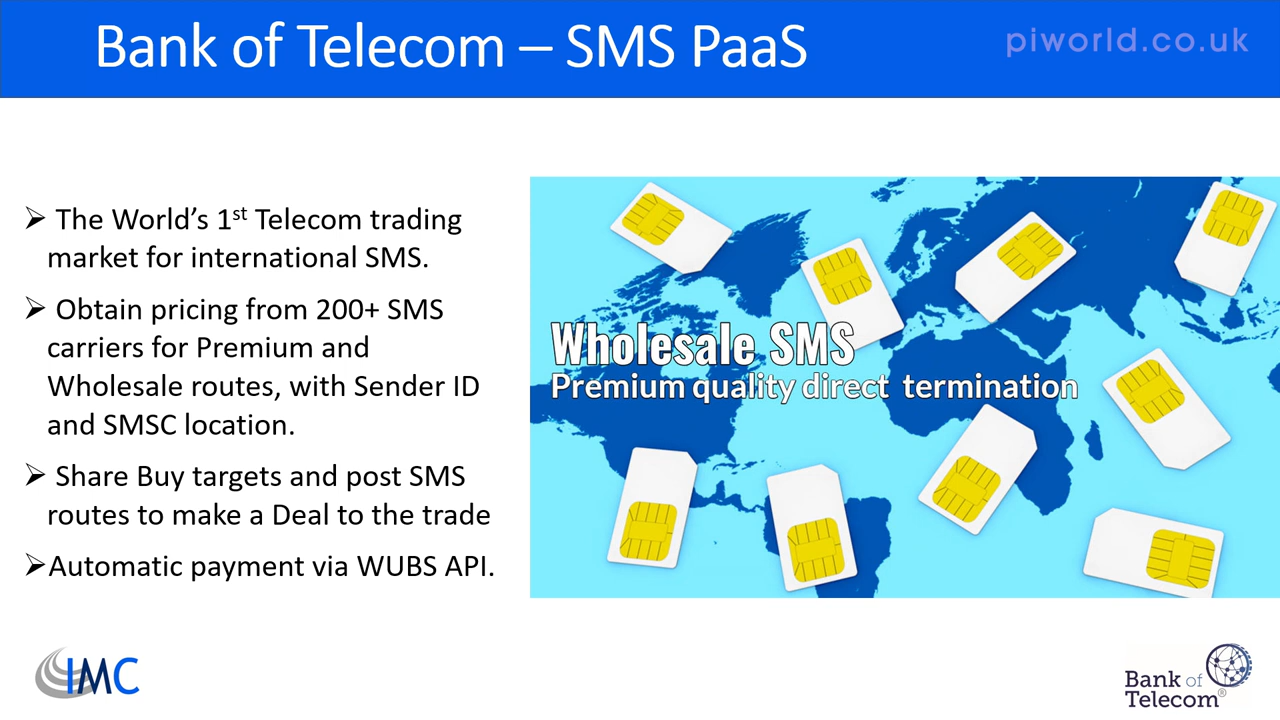 Bank of Telecom – SMS PaaS
piworld.co.uk
➢ The World’s 1st Telecom trading
market for international SMS.
➢ Obtain pricing from 200+ SMS
carriers for Premium and
Wholesale routes, with Sender ID
and SMSC location.
➢ Share Buy targets and post SMS
routes to make a Deal to the trade
➢Automatic payment via WUBS API.
Wholesale SMS
Premium quality direct termination
IMC
Bank of
Telecom®